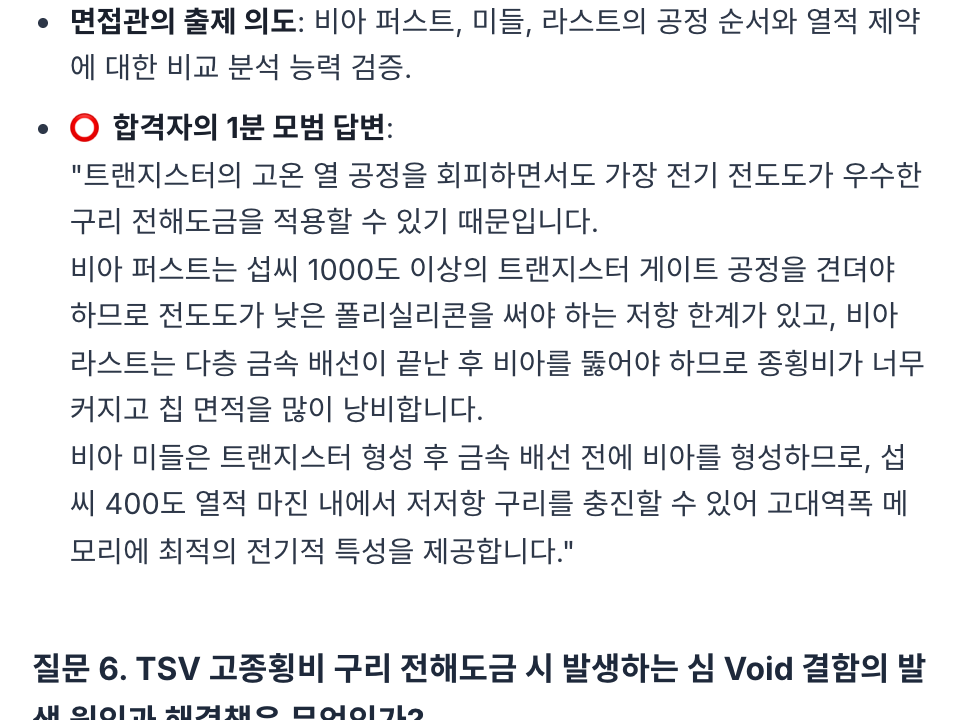 • 면접관의 출제 의도: 비아 퍼스트, 미들, 라스트의 공정 순서와 열적 제약
에 대한 비교 분석 능력 검증.
• ⭕ 합격자의 1분 모범 답변:
"트랜지스터의 고온 열 공정을 회피하면서도 가장 전기 전도도가 우수한
구리 전해도금을 적용할 수 있기 때문입니다.
비아 퍼스트는 섭씨 1000도 이상의 트랜지스터 게이트 공정을 견뎌야
하므로 전도도가 낮은 폴리실리콘을 써야 하는 저항 한계가 있고, 비아
라스트는 다층 금속 배선이 끝난 후 비아를 뚫어야 하므로 종횡비가 너무
커지고 칩 면적을 많이 낭비합니다.
비아 미들은 트랜지스터 형성 후 금속 배선 전에 비아를 형성하므로, 섭
씨 400도 열적 마진 내에서 저저항 구리를 충진할 수 있어 고대역폭 메
모리에 최적의 전기적 특성을 제공합니다."
질문 6. TSV 고종횡비 구리 전해도금 시 발생하는 심 Void 결함의 발
생 원인과 해결책은 무엇인가?